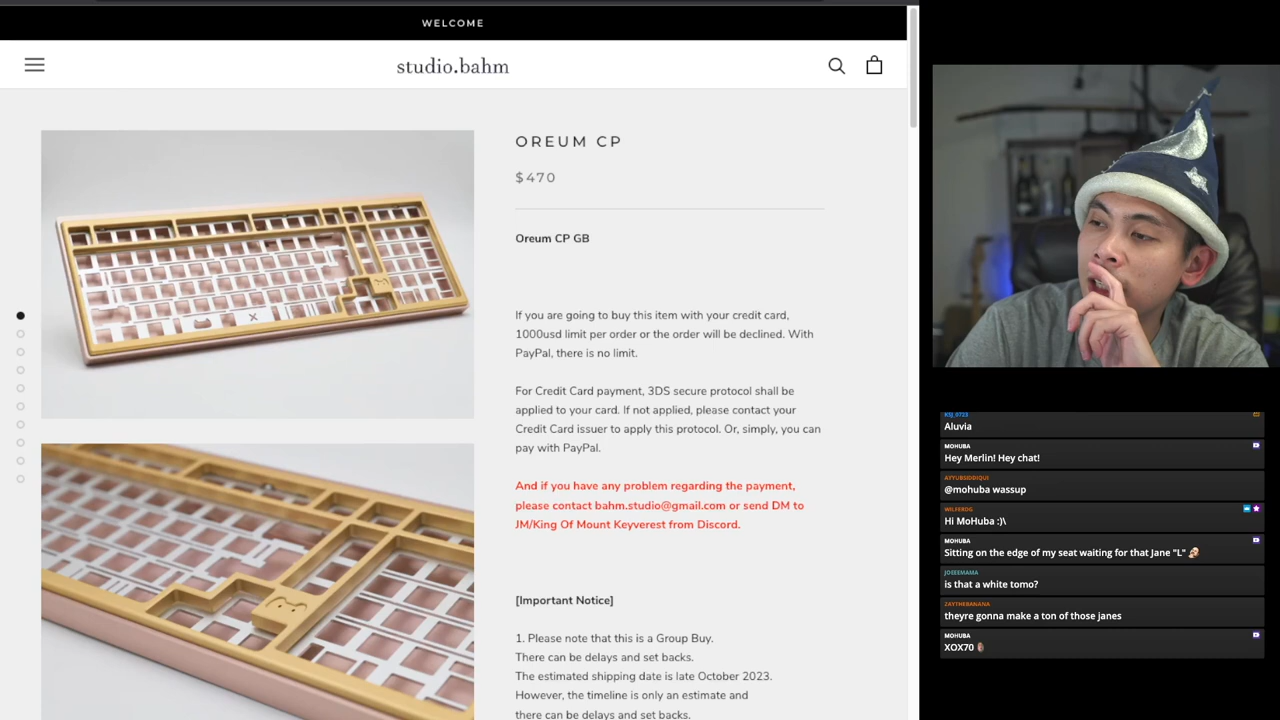 WELCOME
studio.bahm
OREUM CP
$470
Oreum CP GB
If you are going to buy this item with your credit card,
1000usd limit per order or the order will be declined. With
PayPal, there is no limit.
For Credit Card payment, 3DS secure protocol shall be
applied to your card. If not applied, please contact your
Credit Card issuer to apply this protocol. Or, simply, you can
pay with PayPal.
And if you have any problem regarding the payment,
please contact bahm.studio@gmail.com or send DM to
JM/King Of Mount Keyverest from Discord.
[Important Notice]
1. Please note that this is a Group Buy.
There can be delays and set backs.
The estimated shipping date is late October 2023.
However, the timeline is only an estimate and
there can be delays and set backs.
Aluvia
MOHUBA
Hey Merlin! Hey chat!
AYYUBSIDDIQUI
@mohuba wassup
WILFERDG
Hi MoHuba :)\
MOHUBA
Sitting on the edge of my seat waiting for that Jane "L"
JOEEEMAMA
is that a white tomo?
ZAYTHEBANANA
theyre gonna make a ton of those janes
MOHUBA
XOX70